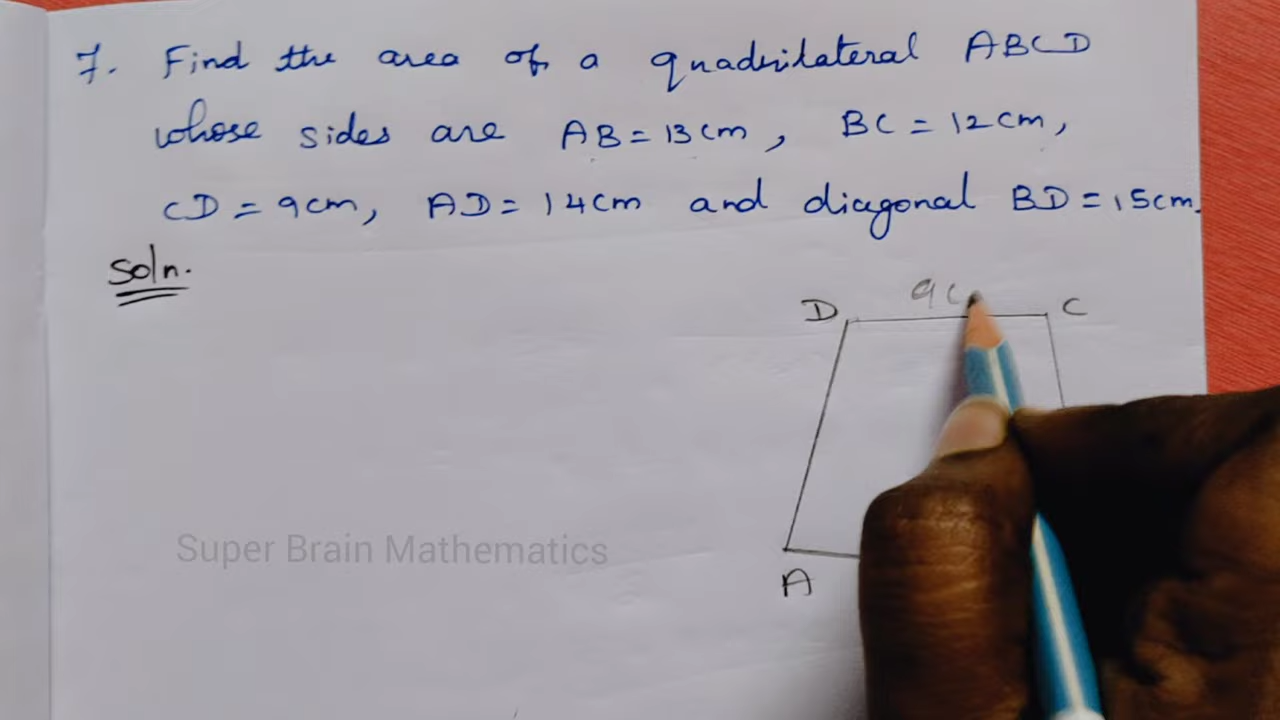 7. Find the area of a quadrilateral ABCD
whose sides are AB = 13cm, BC = 12cm,
CD = 9cm, AD = 14cm and diagonal BD = 15cm.
Soln.
9c
D C
Super Brain Mathematics
A